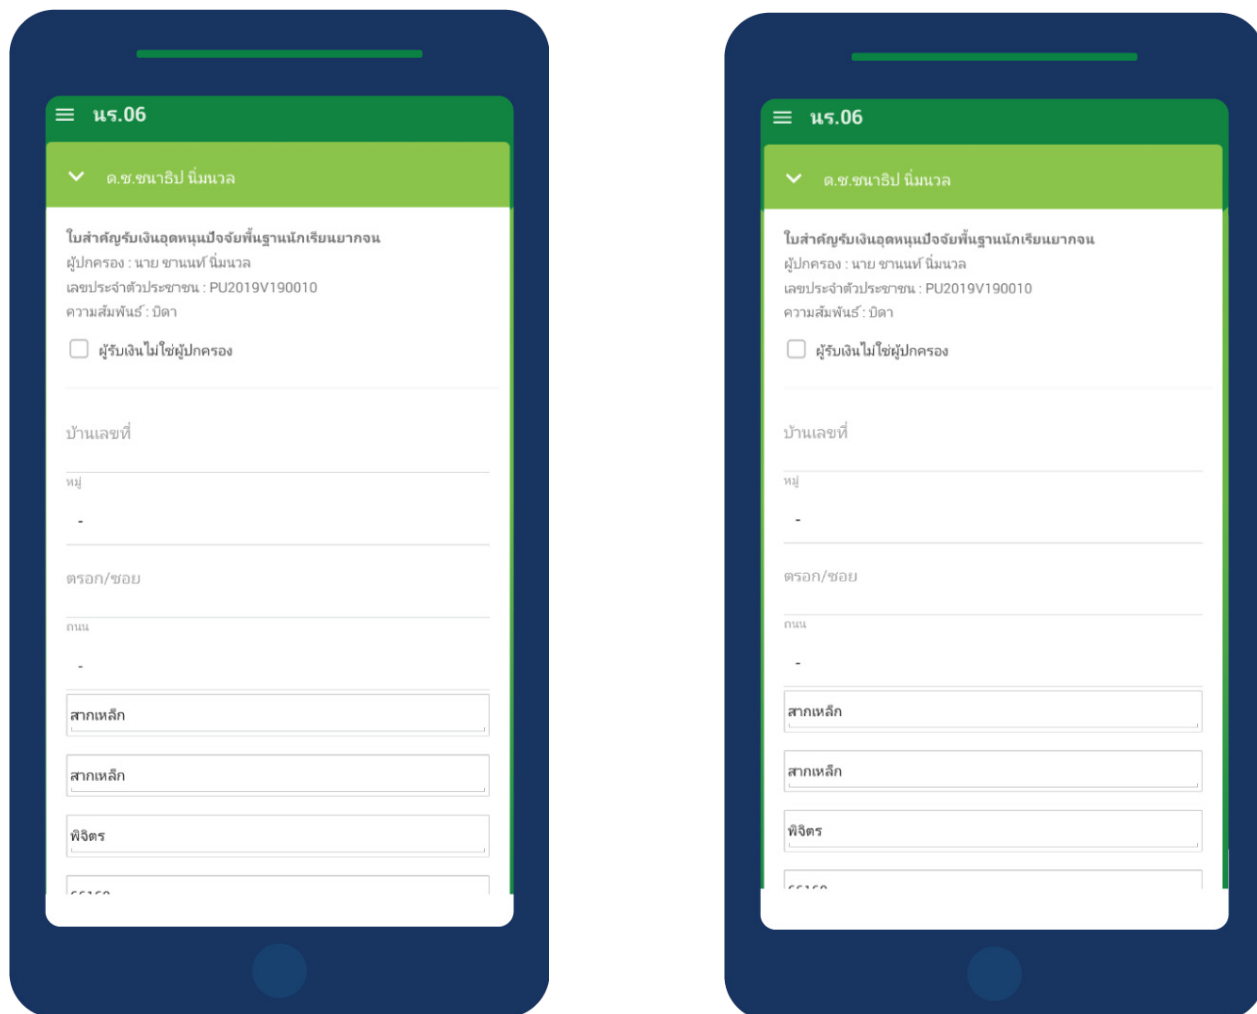 นร.06
ด.ช.ชนาธิป นิ่มนวล
ใบสำคัญรับเงินอุดหนุนปัจจัยพื้นฐานนักเรียนยากจน
ผู้ปกครอง : นาย ชานนท์ นิ่มนวล
เลขประจำตัวประชาชน : PU2019V190010
ความสัมพันธ์ : บิดา
ผู้รับเงินไม่ใช่ผู้ปกครอง
บ้านเลขที่
หมู่
-
ตรอก/ซอย
ถนน
-
สากเหล็ก
สากเหล็ก
พิจิตร
นร.06
ด.ช.ชนาธิป นิ่มนวล
ใบสำคัญรับเงินอุดหนุนปัจจัยพื้นฐานนักเรียนยากจน
ผู้ปกครอง : นาย ชานนท์ นิ่มนวล
เลขประจำตัวประชาชน : PU2019V190010
ความสัมพันธ์ : บิดา
ผู้รับเงินไม่ใช่ผู้ปกครอง
บ้านเลขที่
หมู่
-
ตรอก/ซอย
ถนน
-
สากเหล็ก
สากเหล็ก
พิจิตร